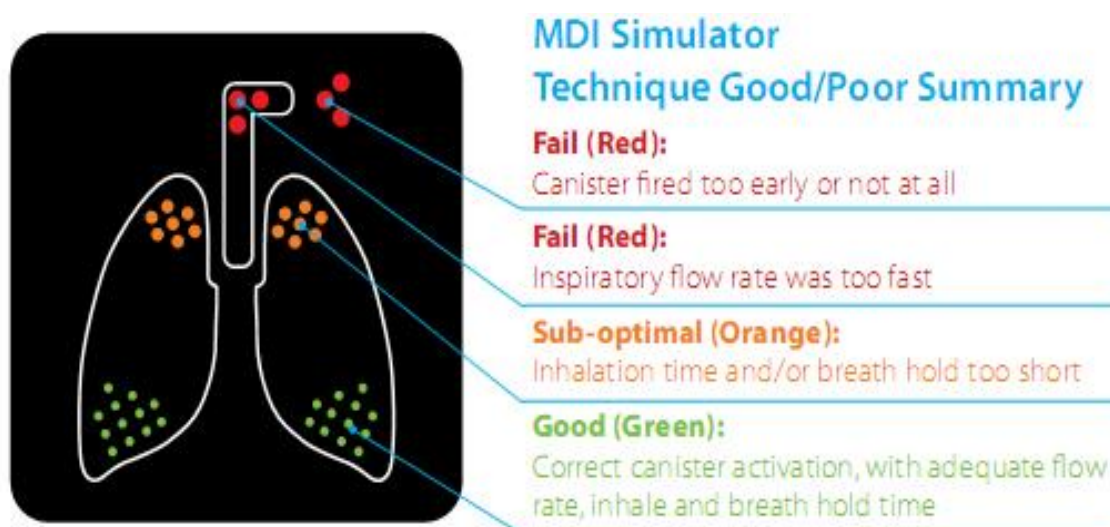 MDI Simulator
Technique Good/Poor Summary
Fail (Red):
Canister fired too early or not at all
Fail (Red):
Inspiratory flow rate was too fast
Sub-optimal (Orange):
Inhalation time and/or breath hold too short
Good (Green):
Correct canister activation, with adequate flow
rate, inhale and breath hold time